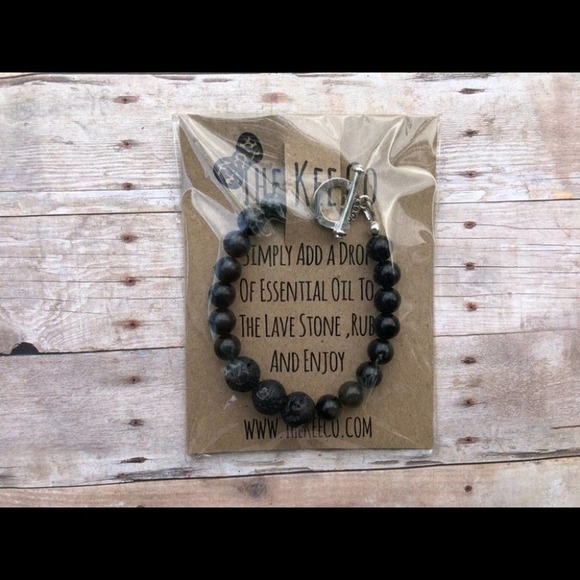 The KeeCo
Simply Add a Drop
Of Essential Oil To
The Lave Stone ,Rub
And Enjoy
www.TheKeeCo.com